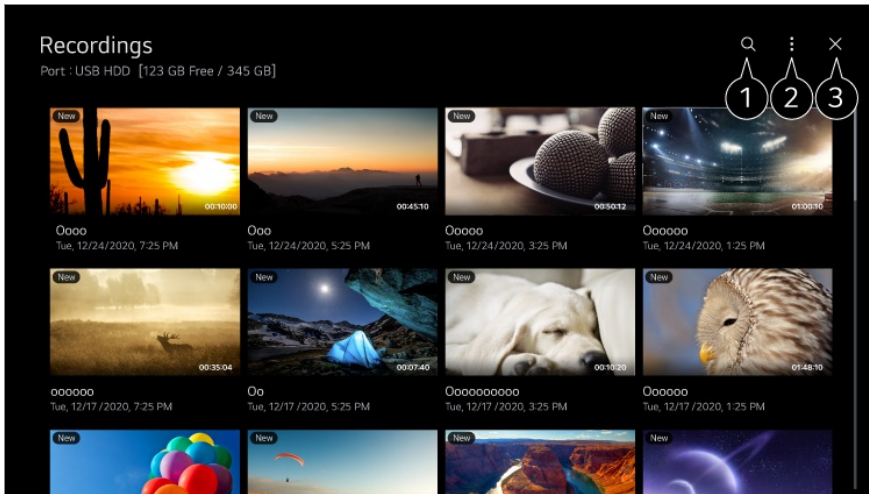 Recordings
Port : USB HDD [123 GB Free / 345 GB]
1 2 3
New New New New
00:10:00 00:45:10 00:50:12 01:00:10
Oooo Ooo Ooooo Oooooo
Tue, 12/24/2020, 7:25 PM Tue, 12/24/2020, 5:25 PM Tue, 12/24/2020, 3:25 PM Tue, 12/24/2020, 1:25 PM
New New New New
00:35:04 00:07:40 00:10:20 01:48:10
oooooo Oo Oooooooooo Oooooo
Tue, 12/17 /2020, 7:25 PM Tue, 12/17 /2020, 5:25 PM Tue, 12/17 /2020, 3:25 PM Tue, 12/17 /2020, 1:25 PM
New New New New